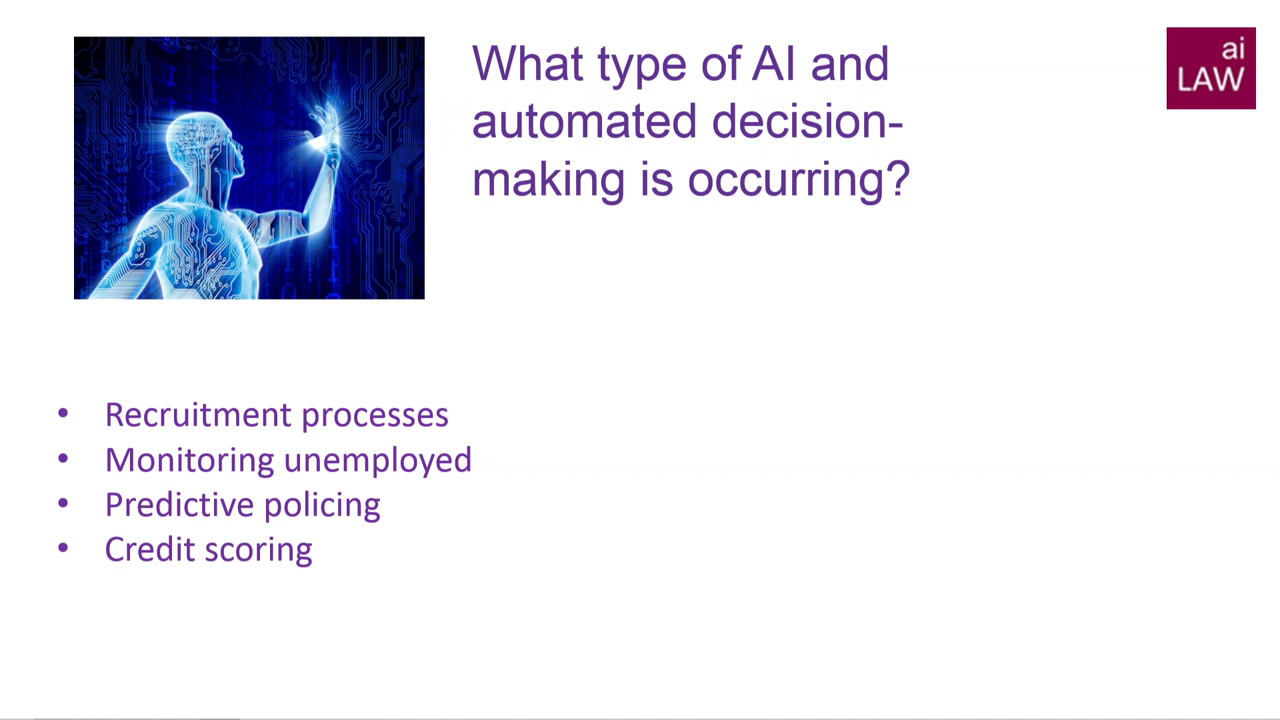 What type of AI and
automated decision-
making is occurring?
ai
LAW
• Recruitment processes
• Monitoring unemployed
• Predictive policing
• Credit scoring